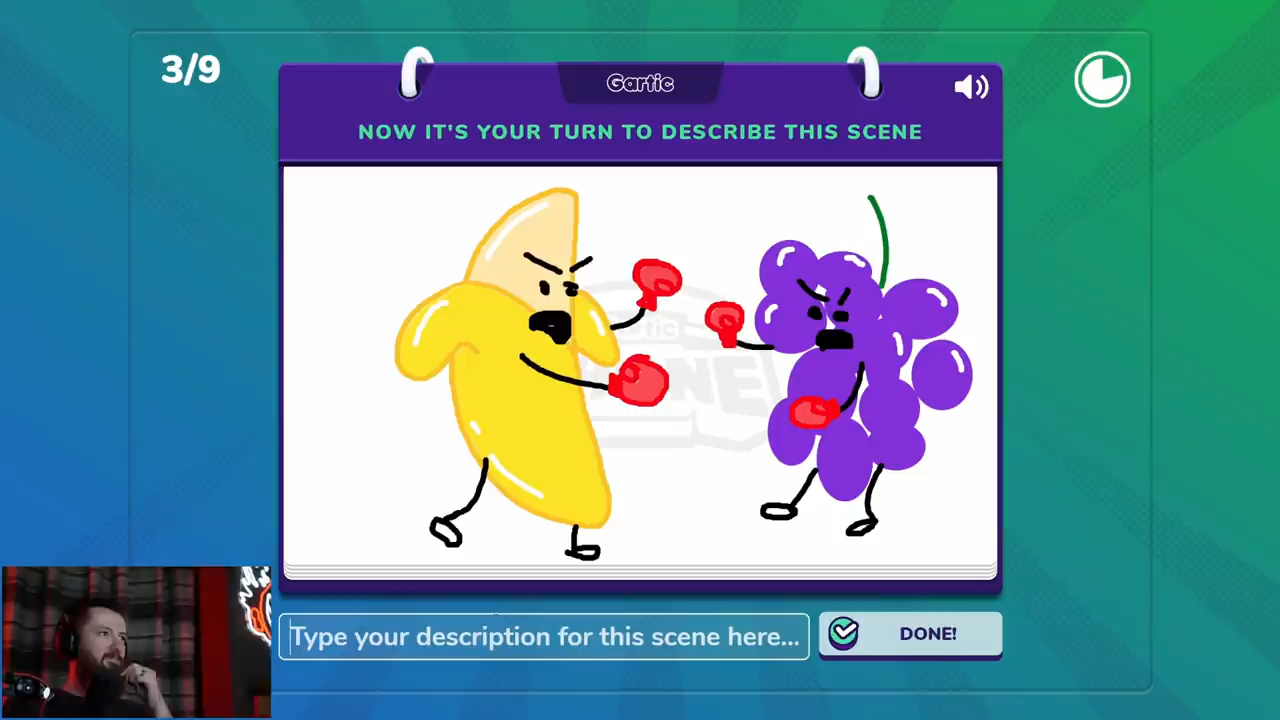 3/9
Gartic
NOW IT'S YOUR TURN TO DESCRIBE THIS SCENE
Type your description for this scene here...
DONE!